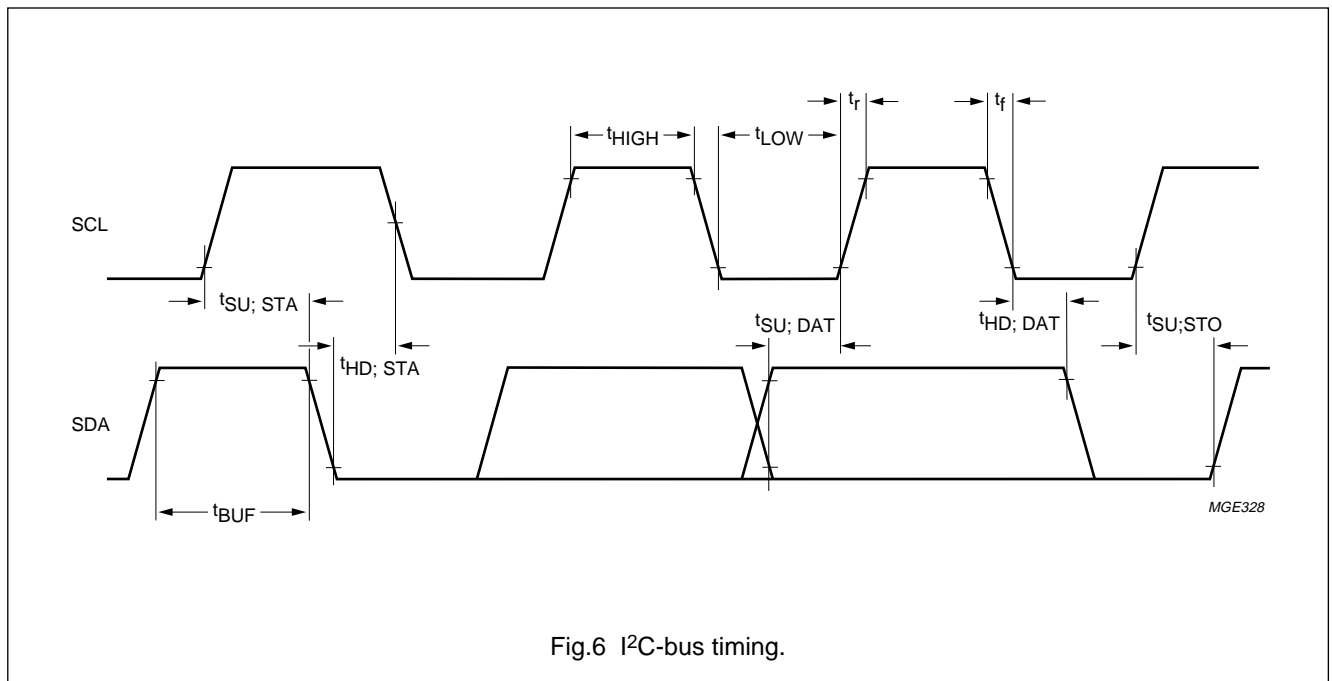 tr
tf
tHIGH
tLOW
SCL
tSU; STA
tSU; DAT
tHD; DAT
tSU;STO
tHD; STA
SDA
tBUF
MGE328
Fig.6 I2C-bus timing.